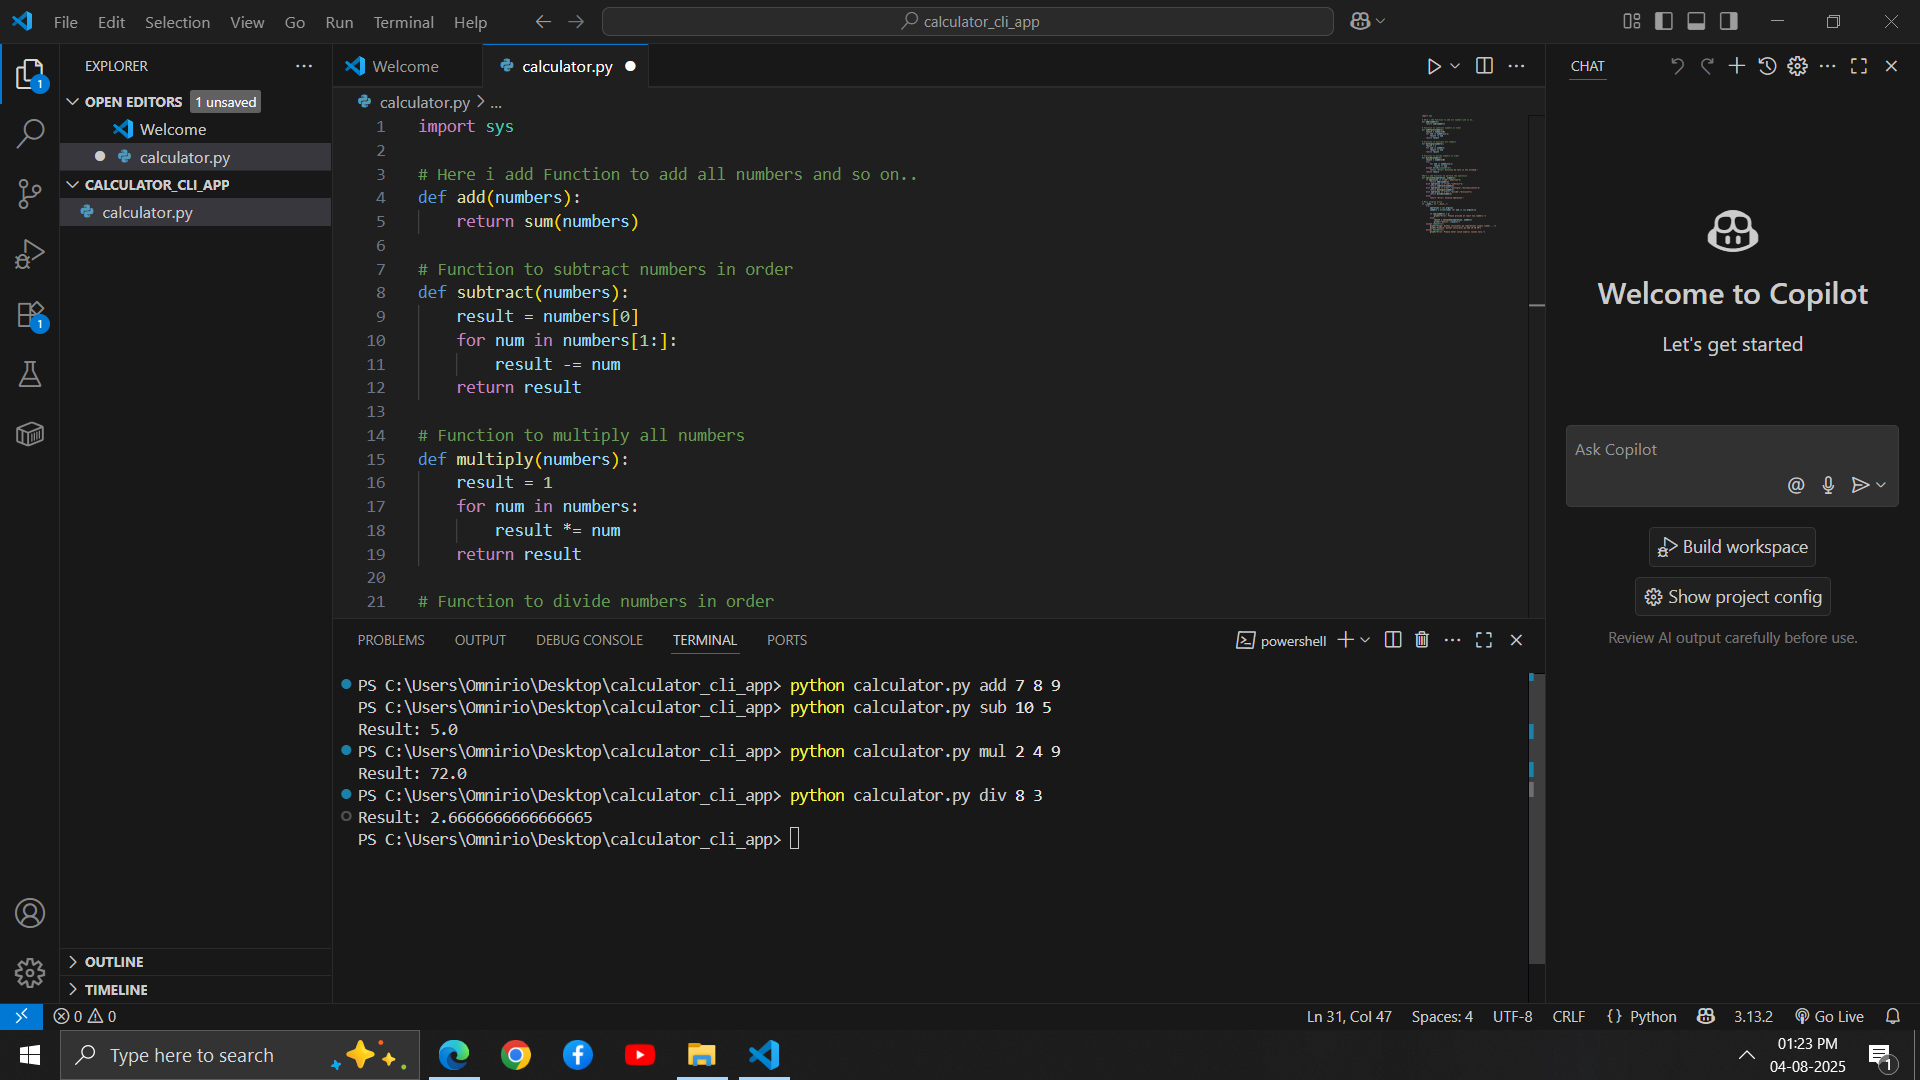 File Edit Selection View Go Run Terminal Help
calculator_cli_app
EXPLORER
OPEN EDITORS 1 unsaved
Welcome
calculator.py
CALCULATOR_CLI_APP
calculator.py
OUTLINE
TIMELINE
1
1
Welcome calculator.py
calculator.py > ...
1 import sys
2
3 # Here i add Function to add all numbers and so on..
4 def add(numbers):
5 return sum(numbers)
6
7 # Function to subtract numbers in order
8 def subtract(numbers):
9 result = numbers[0]
10 for num in numbers[1:]:
11 result -= num
12 return result
13
14 # Function to multiply all numbers
15 def multiply(numbers):
16 result = 1
17 for num in numbers:
18 result *= num
19 return result
20
21 # Function to divide numbers in order
PROBLEMS OUTPUT DEBUG CONSOLE TERMINAL PORTS
powershell
PS C:\Users\Omnirio\Desktop\calculator_cli_app> python calculator.py add 7 8 9
PS C:\Users\Omnirio\Desktop\calculator_cli_app> python calculator.py sub 10 5
Result: 5.0
PS C:\Users\Omnirio\Desktop\calculator_cli_app> python calculator.py mul 2 4 9
Result: 72.0
PS C:\Users\Omnirio\Desktop\calculator_cli_app> python calculator.py div 8 3
Result: 2.6666666666666665
PS C:\Users\Omnirio\Desktop\calculator_cli_app>
CHAT
Welcome to Copilot
Let's get started
Ask Copilot
@
Build workspace
Show project config
Review AI output carefully before use.
0 0
Ln 31, Col 47 Spaces: 4 UTF-8 CRLF {} Python 3.13.2 Go Live
Type here to search
01:23 PM
04-08-2025
1